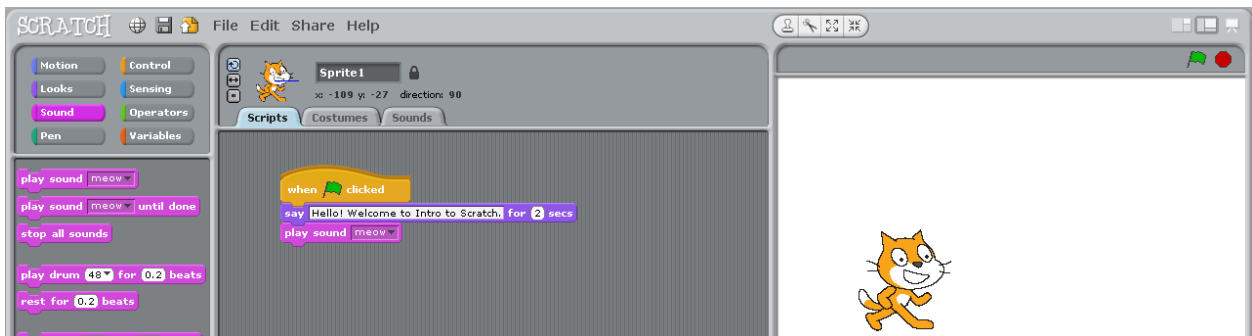 SCRATCH File Edit Share Help
Motion Control
Looks Sensing
Sound Operators
Pen Variables
play sound meow
play sound meow until done
stop all sounds
play drum 48 for 0.2 beats
rest for 0.2 beats
Sprite1
x: -109 y: -27 direction: 90
Scripts Costumes Sounds
when clicked
say Hello! Welcome to Intro to Scratch. for 2 secs
play sound meow